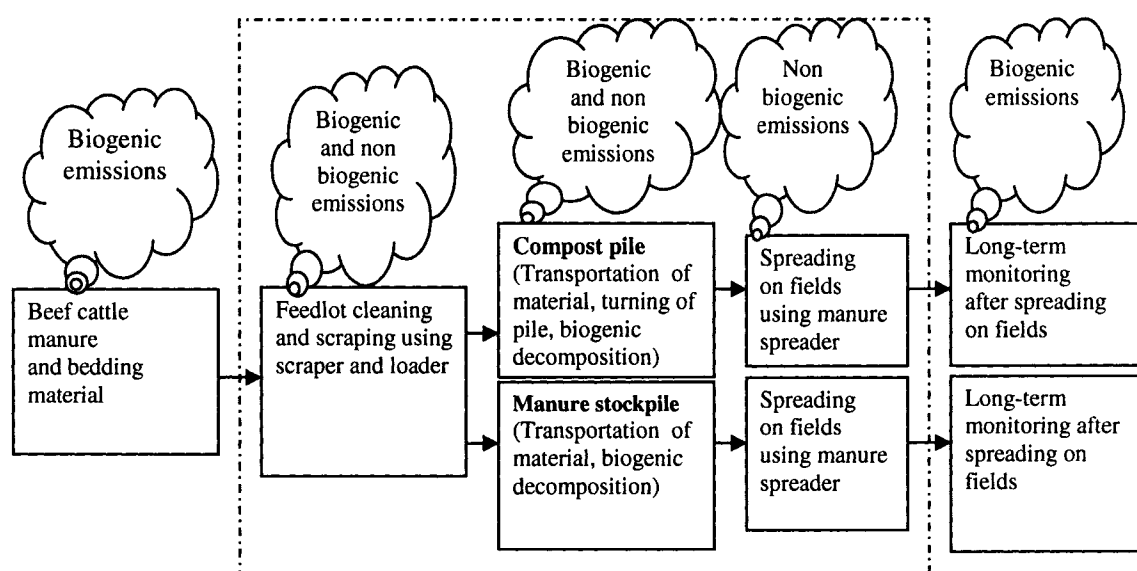 Biogenic
emissions
Biogenic
and non
biogenic
emissions
Biogenic
and non
biogenic
emissions
Non
biogenic
emissions
Biogenic
emissions
Beef cattle
manure
and bedding
material
Feedlot cleaning
and scraping using
scraper and loader
Compost pile
(Transportation of
material, turning of
pile, biogenic
decomposition)
Spreading
on fields
using manure
spreader
Long-term
monitoring
after spreading
on fields
Manure stockpile
(Transportation of
material, biogenic
decomposition)
Spreading
on fields
using manure
spreader
Long-term
monitoring after
spreading on
fields